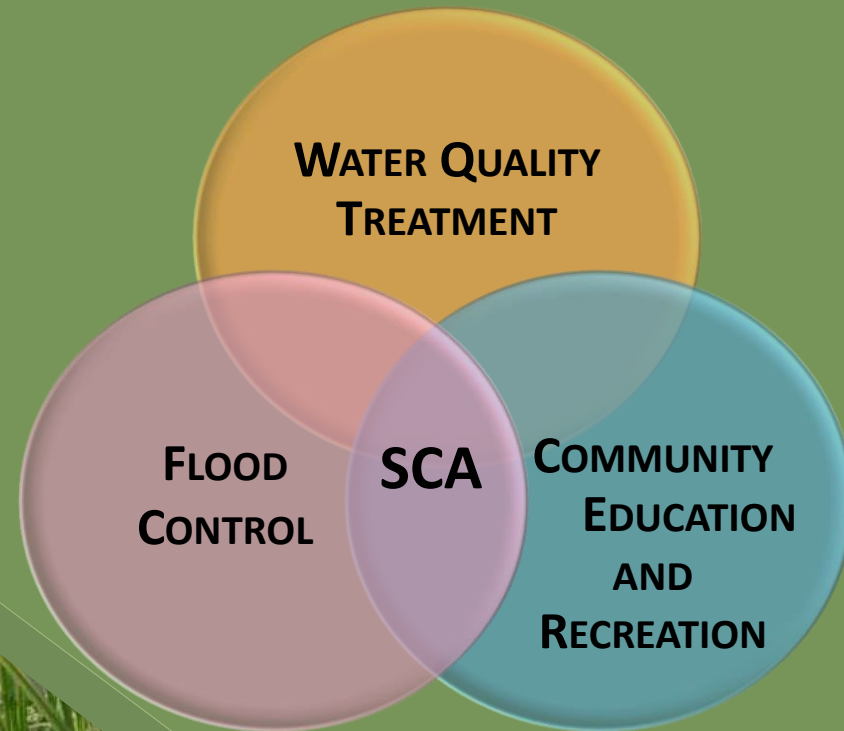 WATER QUALITY
TREATMENT
FLOOD
CONTROL
SCA
COMMUNITY
EDUCATION
AND
RECREATION